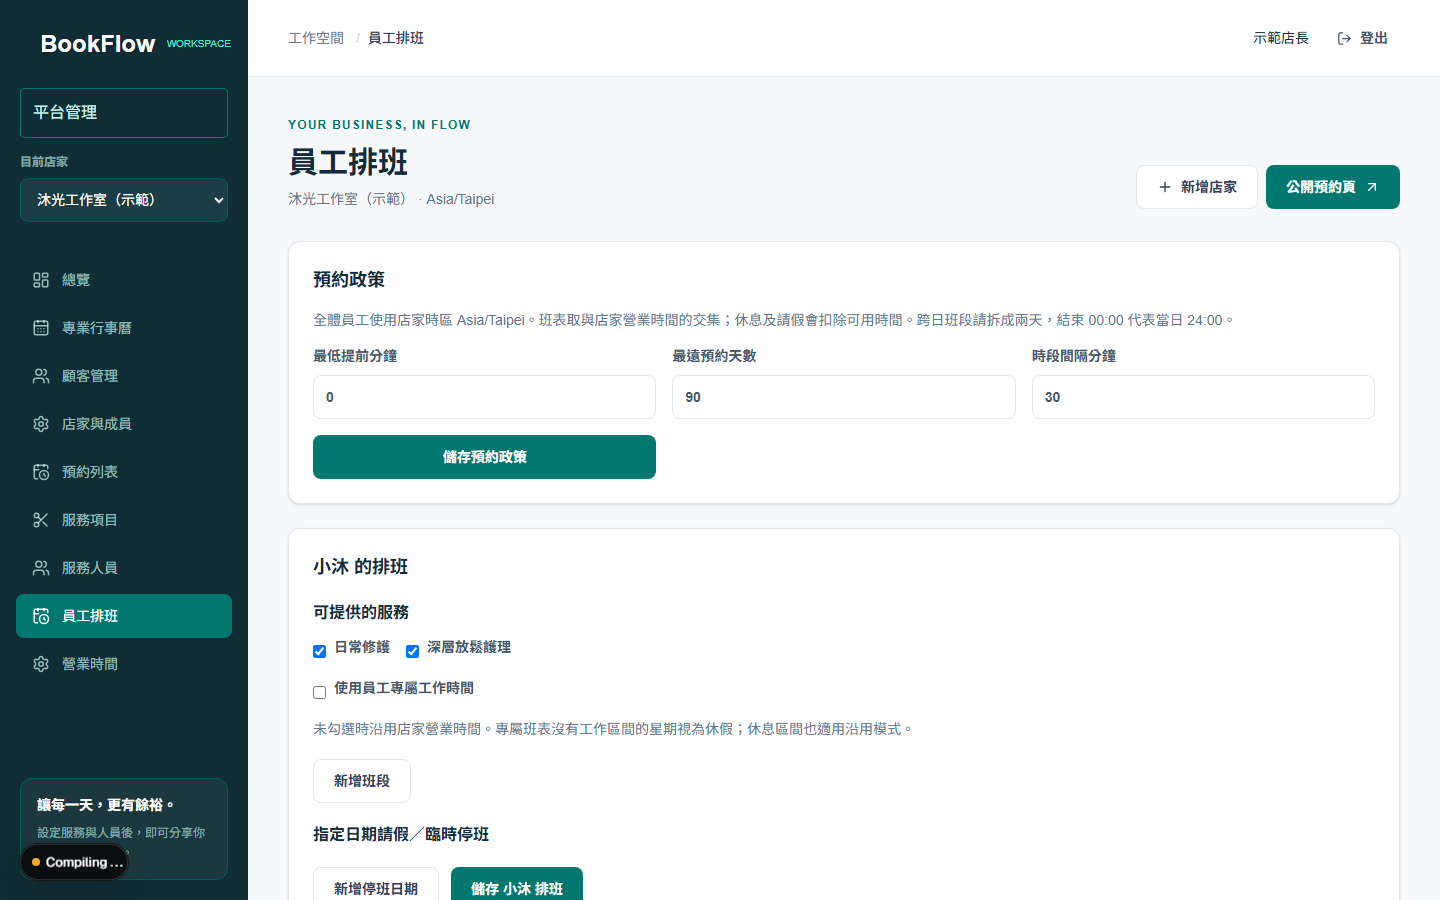 BookFlow WORKSPACE
平台管理
目前店家
沐光工作室（示範）
總覽
專業行事曆
顧客管理
店家與成員
預約列表
服務項目
服務人員
員工排班
營業時間
讓每一天，更有餘裕。
設定服務與人員後，即可分享你
Compiling ...
工作空間 / 員工排班
示範店長
登出
YOUR BUSINESS, IN FLOW
員工排班
沐光工作室（示範） · Asia/Taipei
新增店家
公開預約頁
預約政策
全體員工使用店家時區 Asia/Taipei。班表取與店家營業時間的交集；休息及請假會扣除可用時間。跨日班段請拆成兩天，結束 00:00 代表當日 24:00。
最低提前分鐘
最遠預約天數
時段間隔分鐘
0
90
30
儲存預約政策
小沐 的排班
可提供的服務
日常修護
深層放鬆護理
使用員工專屬工作時間
未勾選時沿用店家營業時間。專屬班表沒有工作區間的星期視為休假；休息區間也適用沿用模式。
新增班段
指定日期請假／臨時停班
新增停班日期
儲存 小沐 排班